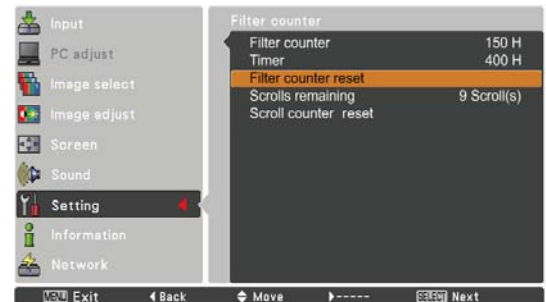 Input
PC adjust
Image select
Image adjust
Screen
Sound
Setting
Information
Network
Filter counter
Filter counter 150 H
Timer 400 H
Filter counter reset
Scrolls remaining 9 Scroll(s)
Scroll counter reset
MENU Exit Back Move ----- SELECT Next